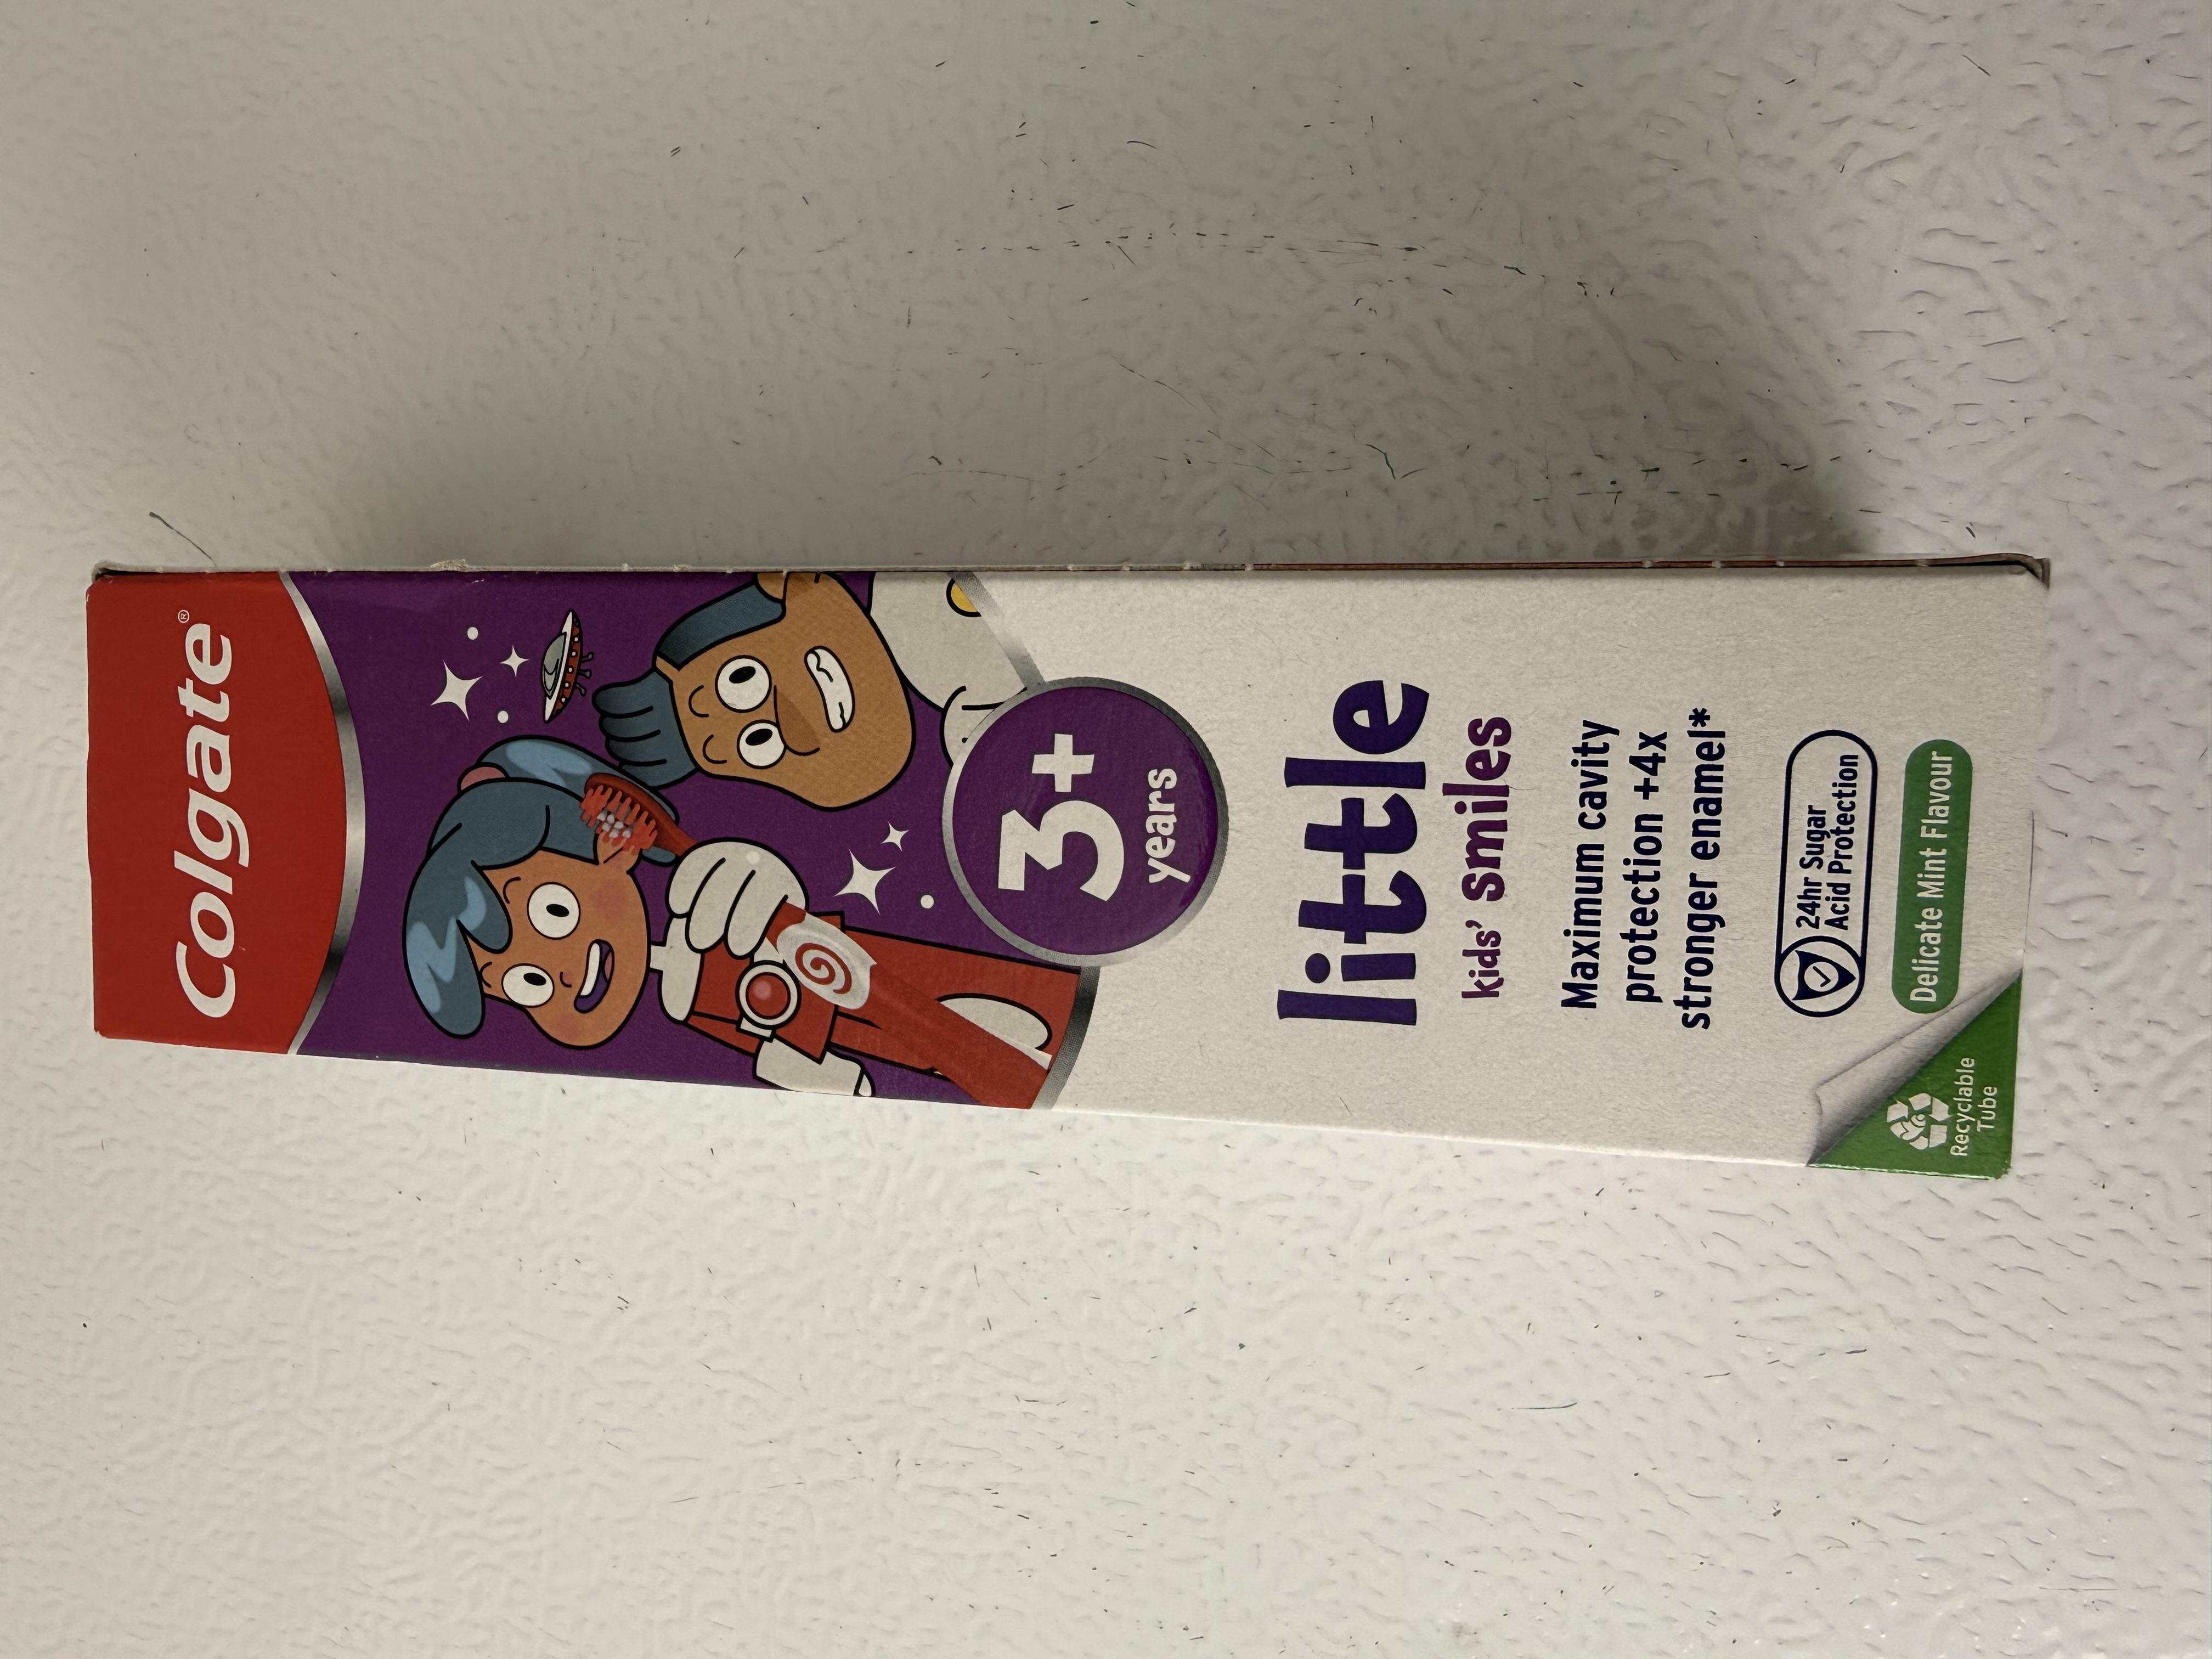 Colgate®
3+
years
little
kids' smiles
Maximum cavity
protection +4x
stronger enamel*
24hr Sugar
Acid Protection
Delicate Mint Flavour
Recyclable
Tube